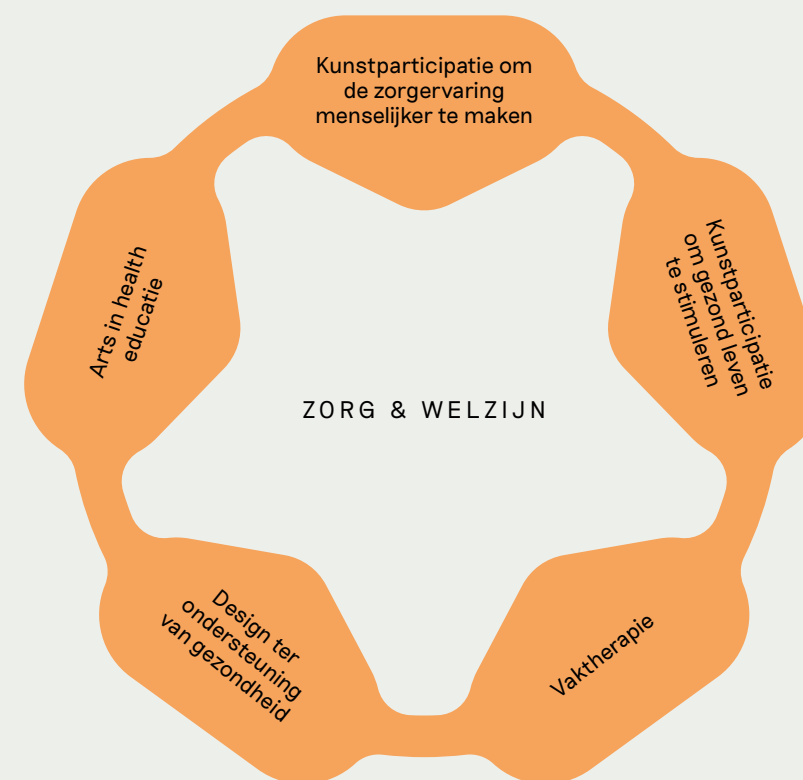 Kunstparticipatie om
de zorgervaring
menselijker te maken
Kunstparticipatie
om gezond leven
te stimuleren
Arts in health
educatie
ZORG & WELZIJN
Design ter
ondersteuning
van gezondheid
Vaktherapie